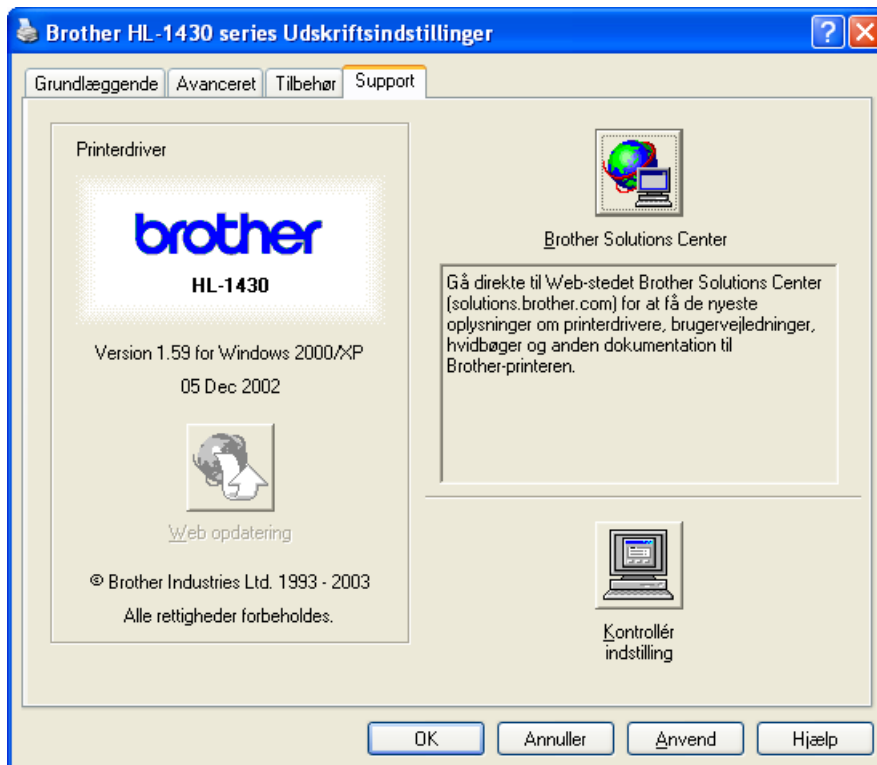 Brother HL-1430 series Udskriftsindstillinger
Grundlæggende Avanceret Tilbehør Support
Printerdriver
brother
HL-1430
Version 1.59 for Windows 2000/XP
05 Dec 2002
Web opdatering
© Brother Industries Ltd. 1993 - 2003
Alle rettigheder forbeholdes.
Brother Solutions Center
Gå direkte til Web-stedet Brother Solutions Center
(solutions.brother.com) for at få de nyeste
oplysninger om printerdrivere, brugervejledninger,
hvidbøger og anden dokumentation til
Brother-printeren.
Kontrollér
indstilling
OK Annuller Anvend Hjælp